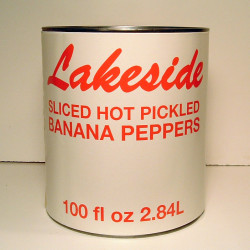 Lakeside
SLICED HOT PICKLED
BANANA PEPPERS
100 fl oz 2.84L